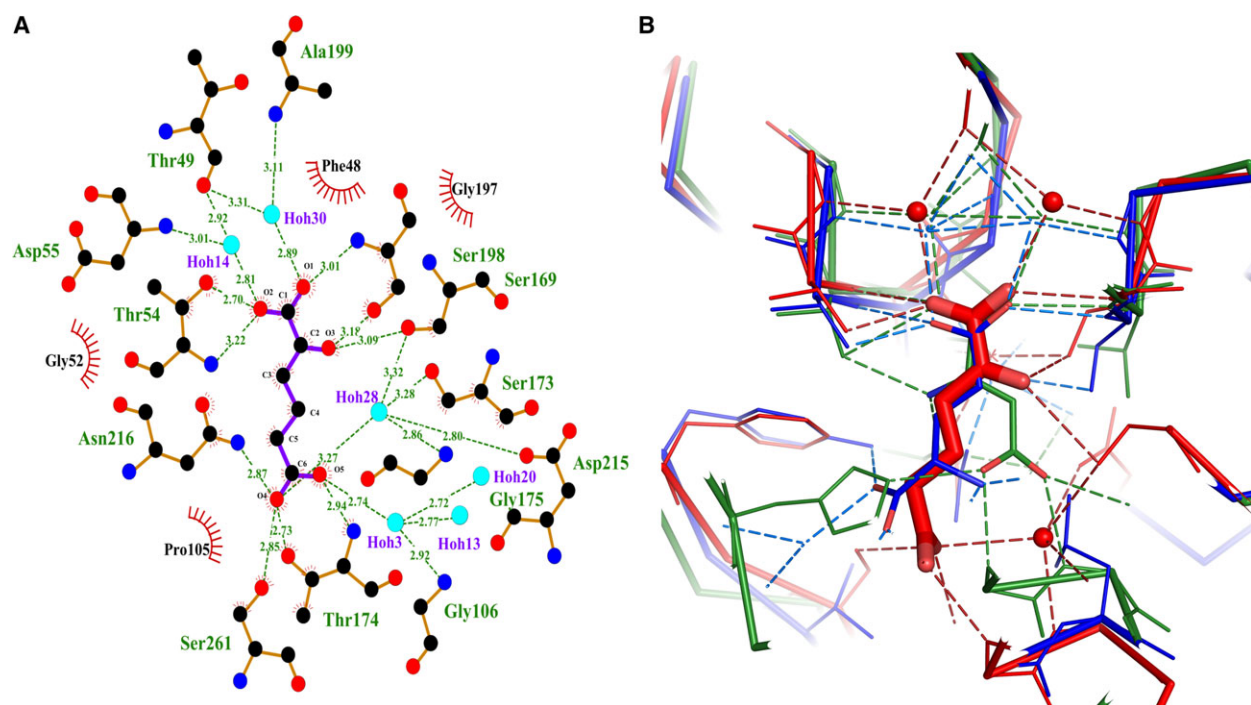 A
B
Ala199
Thr49
3.11
Phe48
Gly197
3.31
Hoh30
2.92
Asp55
3.01
Hoh14
2.89
3.01
Ser198
Ser169
2.81
O1
O2
C1
2.70
Thr54
C2
O3
3.18
3.09
3.22
Gly52
C3
3.32
Ser173
Hoh28
3.28
C4
Asn216
2.86
2.80
C5
Asp215
2.87
3.27
C6
O5
Hoh20
O4
2.74
2.72
Gly175
2.94
2.77
2.73
Pro105
2.85
Hoh3
Hoh13
2.92
Thr174
Gly106
Ser261